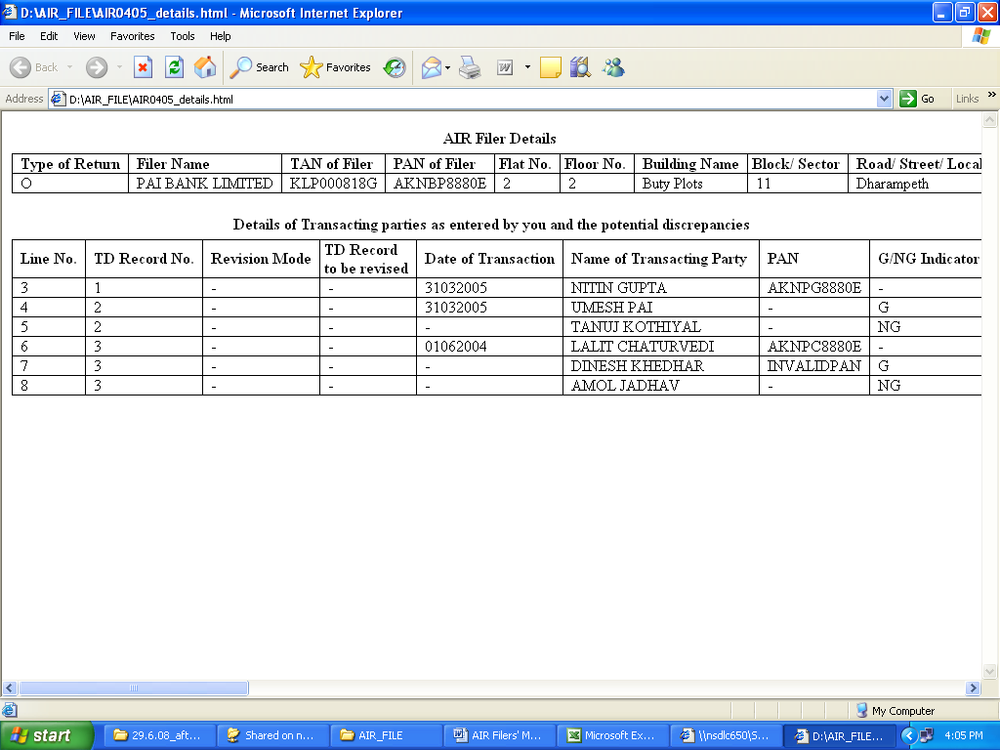 D:\AIR_FILE\AIR0405_details.html - Microsoft Internet Explorer
File Edit View Favorites Tools Help
Back Search Favorites
Address D:\AIR_FILE\AIR0405_details.html Go Links »
AIR Filer Details
Type of Return Filer Name TAN of Filer PAN of Filer Flat No. Floor No. Building Name Block/ Sector Road/ Street/ Local
O PAI BANK LIMITED KLP000818G AKNBP8880E 2 2 Buty Plots 11 Dharampeth
Details of Transacting parties as entered by you and the potential discrepancies
Line No. TD Record No. Revision Mode TD Record to be revised Date of Transaction Name of Transacting Party PAN G/NG Indicator
3 1 - - 31032005 NITIN GUPTA AKNPG8880E -
4 2 - - 31032005 UMESH PAI - G
5 2 - - - TANUJ KOTHIYAL - NG
6 3 - - 01062004 LALIT CHATURVEDI AKNPC8880E -
7 3 - - - DINESH KHEDHAR INVALIDPAN G
8 3 - - - AMOL JADHAV - NG
My Computer
start 29.6.08_aft... Shared on n... AIR_FILE AIR Filers' M... Microsoft Ex... \\nsdlc650\S... D:\AIR_FILE... 4:05 PM